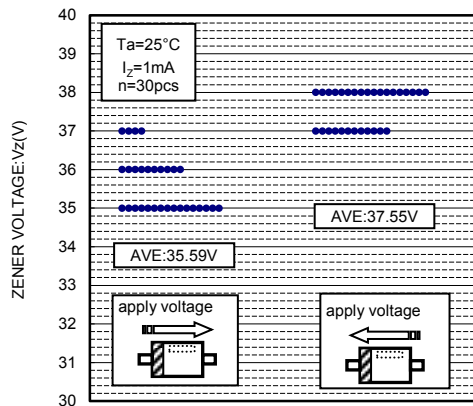 40
39
38
37
36
35
34
33
32
31
30
ZENER VOLTAGE:Vz(V)
Ta=25°C
I_Z=1mA
n=30pcs
AVE:35.59V
AVE:37.55V
apply voltage
apply voltage